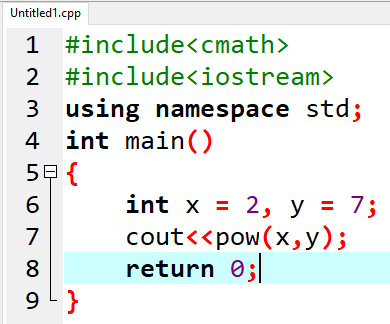 Untitled1.cpp
1 #include<cmath>
2 #include<iostream>
3 using namespace std;
4 int main()
5 {
6 int x = 2, y = 7;
7 cout<<pow(x,y);
8 return 0;
9 }